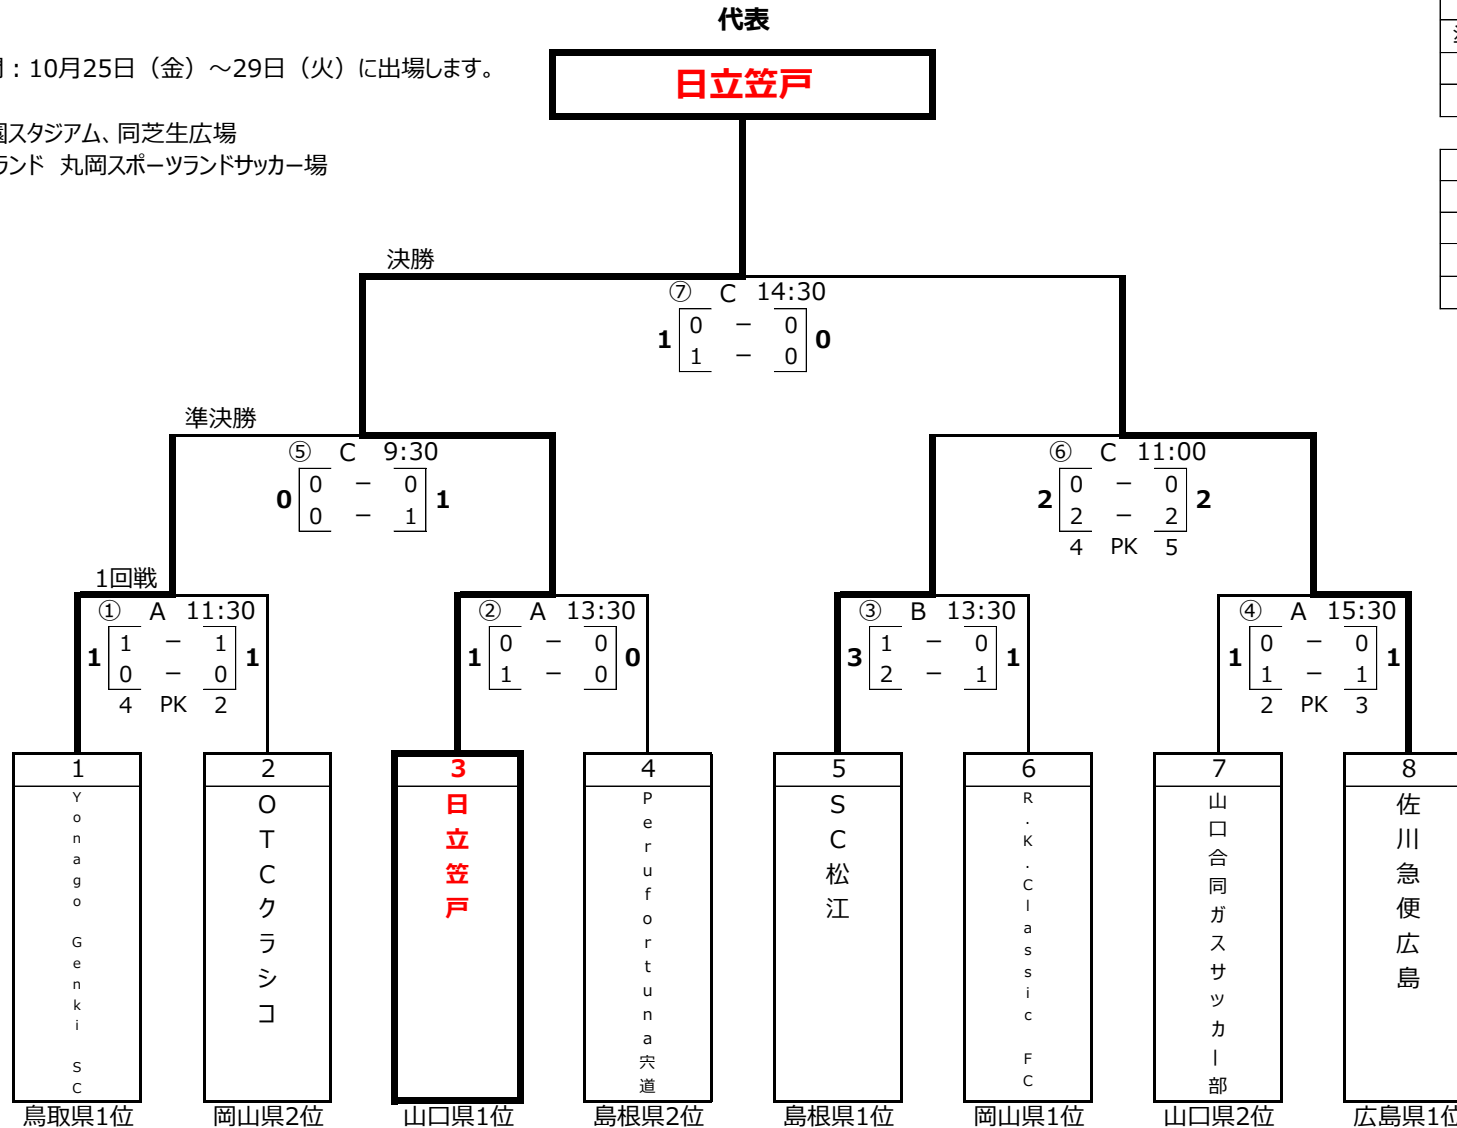 代表
：10月25日（金）～29日（火）に出場します。
日立笠戸
スタジアム、同芝生広場
ランド 丸岡スポーツランドサッカー場
決勝
⑦ C 14:30
1 0 － 0 0
1 － 0
準決勝
⑤ C 9:30
0 0 － 0 1
0 － 1
⑥ C 11:00
2 0 － 0 2
2 － 2
4 PK 5
1回戦
① A 11:30
1 1 － 1 1
0 － 0
4 PK 2
② A 13:30
1 0 － 0 0
1 － 0
③ B 13:30
3 1 － 0 1
2 － 1
④ A 15:30
1 0 － 0 1
1 － 1
2 PK 3
1 2 3 4 5 6 7 8
Yonago Genki SC
OTCクラシコ
日立笠戸
Perufortuna宍道
SC松江
R.K.Classic FC
山口合同ガスサッカー部
佐川急便広島
鳥取県1位 岡山県2位 山口県1位 島根県2位 島根県1位 岡山県1位 山口県2位 広島県1位